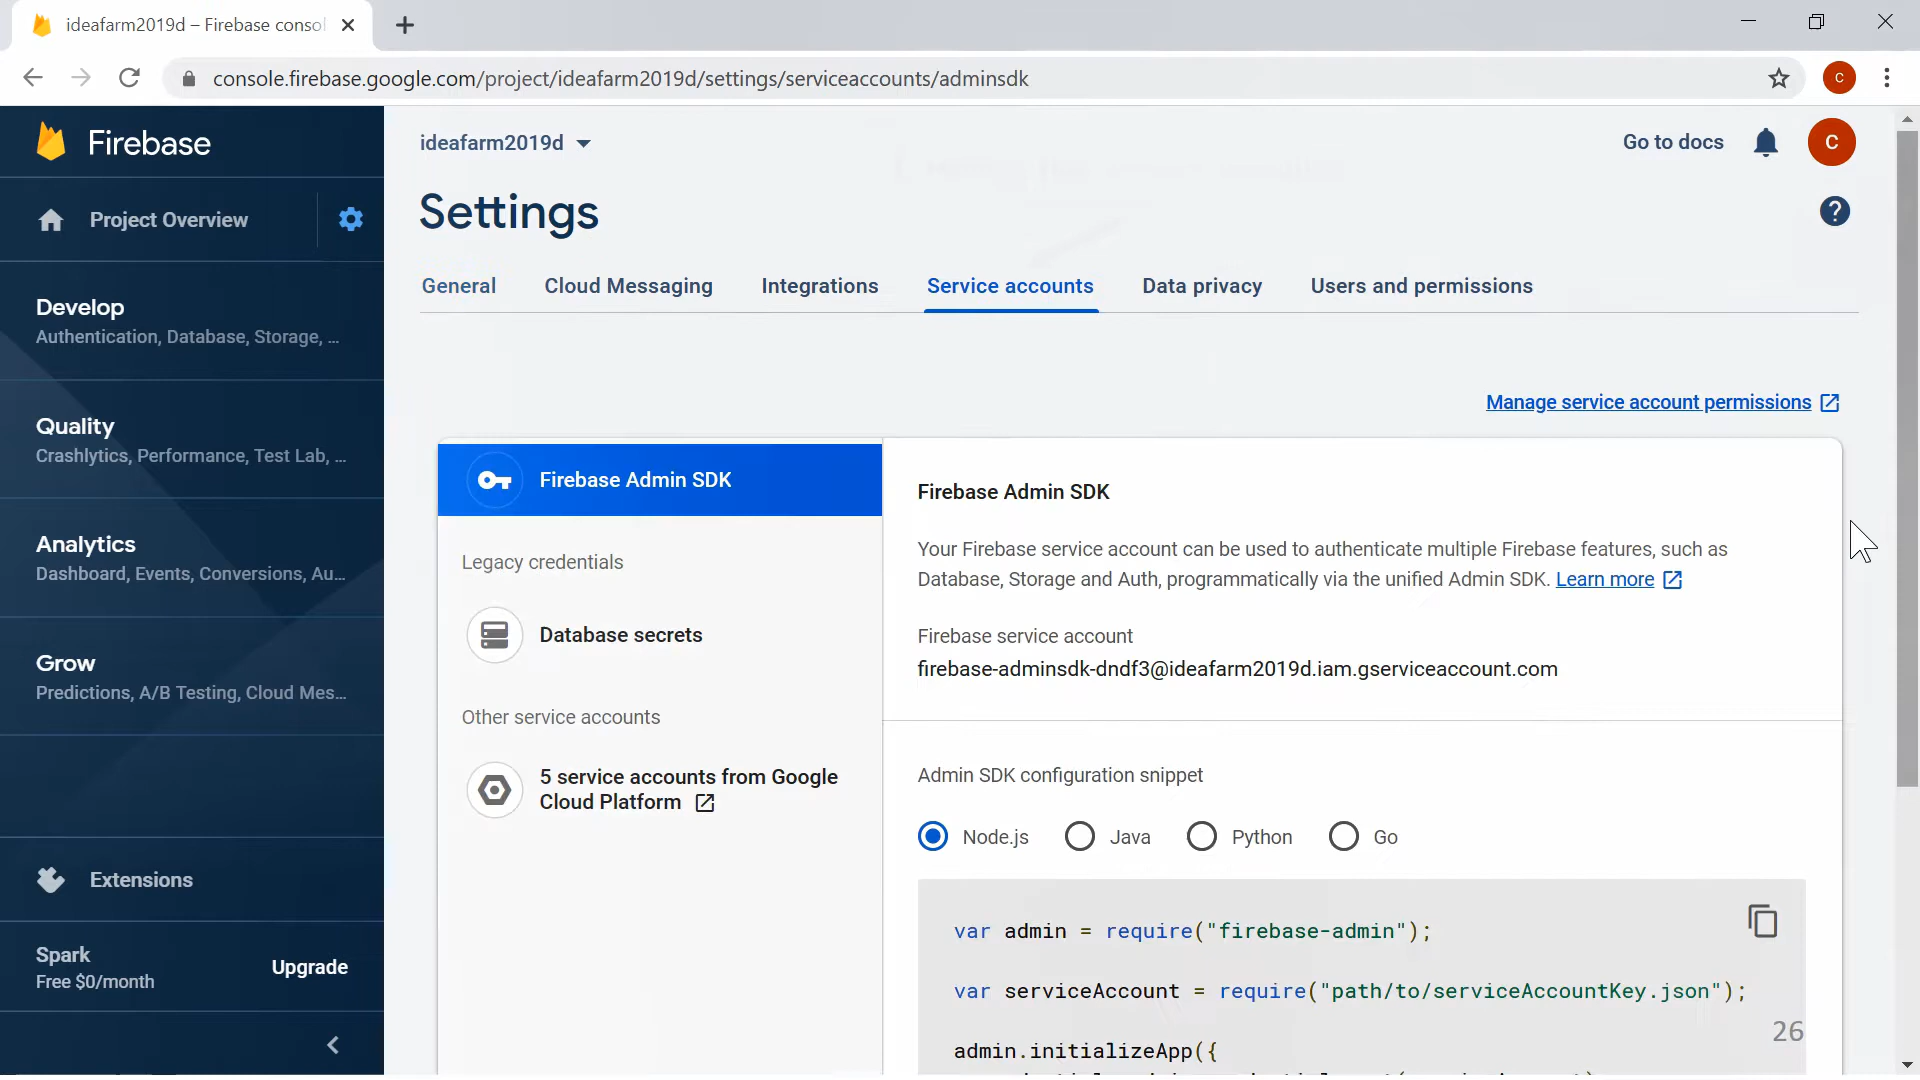 ideafarm2019d – Firebase consol
console.firebase.google.com/project/ideafarm2019d/settings/serviceaccounts/adminsdk
C
Firebase
ideafarm2019d
Go to docs
C
Project Overview
Settings
?
General
Cloud Messaging
Integrations
Service accounts
Data privacy
Users and permissions
Develop
Authentication, Database, Storage, ...
Quality
Crashlytics, Performance, Test Lab, ...
Analytics
Dashboard, Events, Conversions, Au...
Grow
Predictions, A/B Testing, Cloud Mes...
Extensions
Spark
Free $0/month
Upgrade
Manage service account permissions
Firebase Admin SDK
Legacy credentials
Database secrets
Other service accounts
5 service accounts from Google
Cloud Platform
Firebase Admin SDK
Your Firebase service account can be used to authenticate multiple Firebase features, such as
Database, Storage and Auth, programmatically via the unified Admin SDK. Learn more
Firebase service account
firebase-adminsdk-dndf3@ideafarm2019d.iam.gserviceaccount.com
Admin SDK configuration snippet
Node.js
Java
Python
Go
var admin = require("firebase-admin");
var serviceAccount = require("path/to/serviceAccountKey.json");
admin.initializeApp({
26